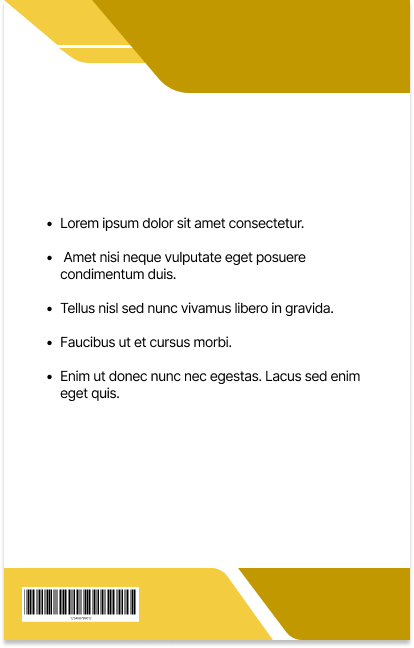 • Lorem ipsum dolor sit amet consectetur.
• Amet nisi neque vulputate eget posuere
condimentum duis.
• Tellus nisl sed nunc vivamus libero in gravida.
• Faucibus ut et cursus morbi.
• Enim ut donec nunc nec egestas. Lacus sed enim
eget quis.